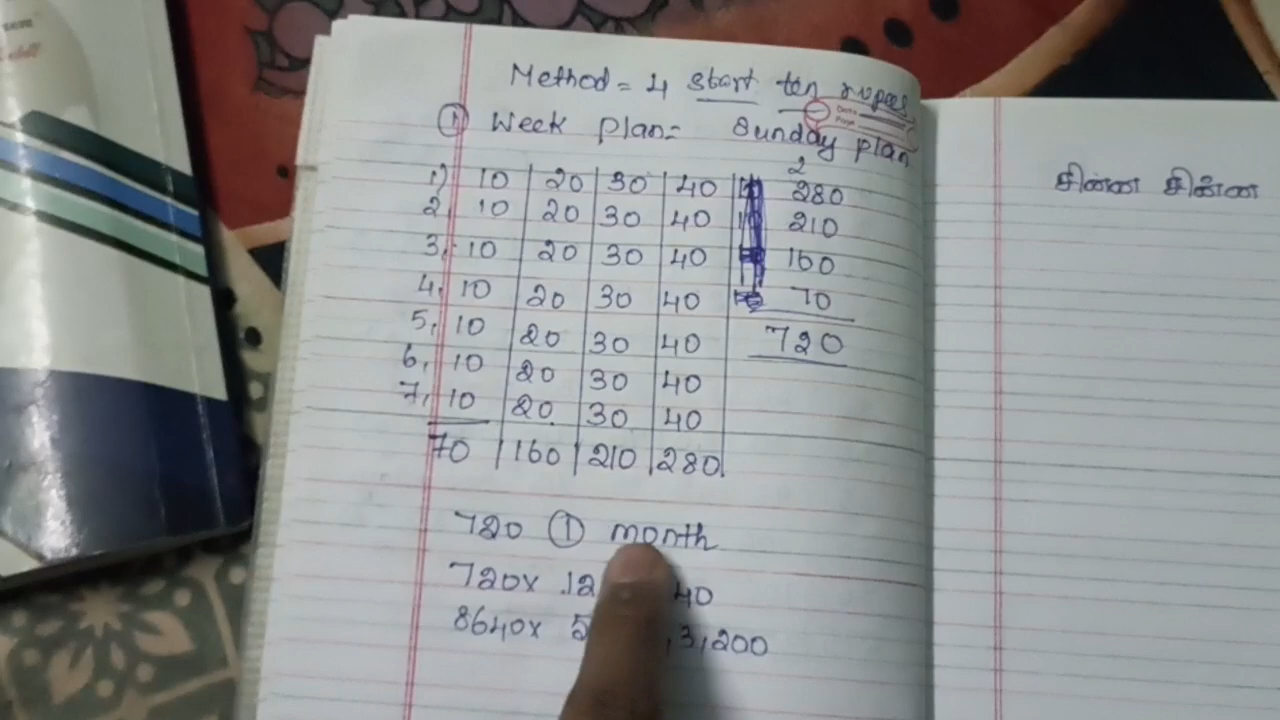 Method = 4 start ten rupees
① Week plan = Sunday plan
2
1) 10 20 30 40 280
2, 10 20 30 40 210
3, 10 20 30 40 160
4, 10 20 30 40 70
5, 10 20 30 40 720
6, 10 20 30 40
7, 10 20 30 40
70 160 210 280
720 ① month
720x .12 40
8640x 5 ,3,200
சின்ன சின்ன